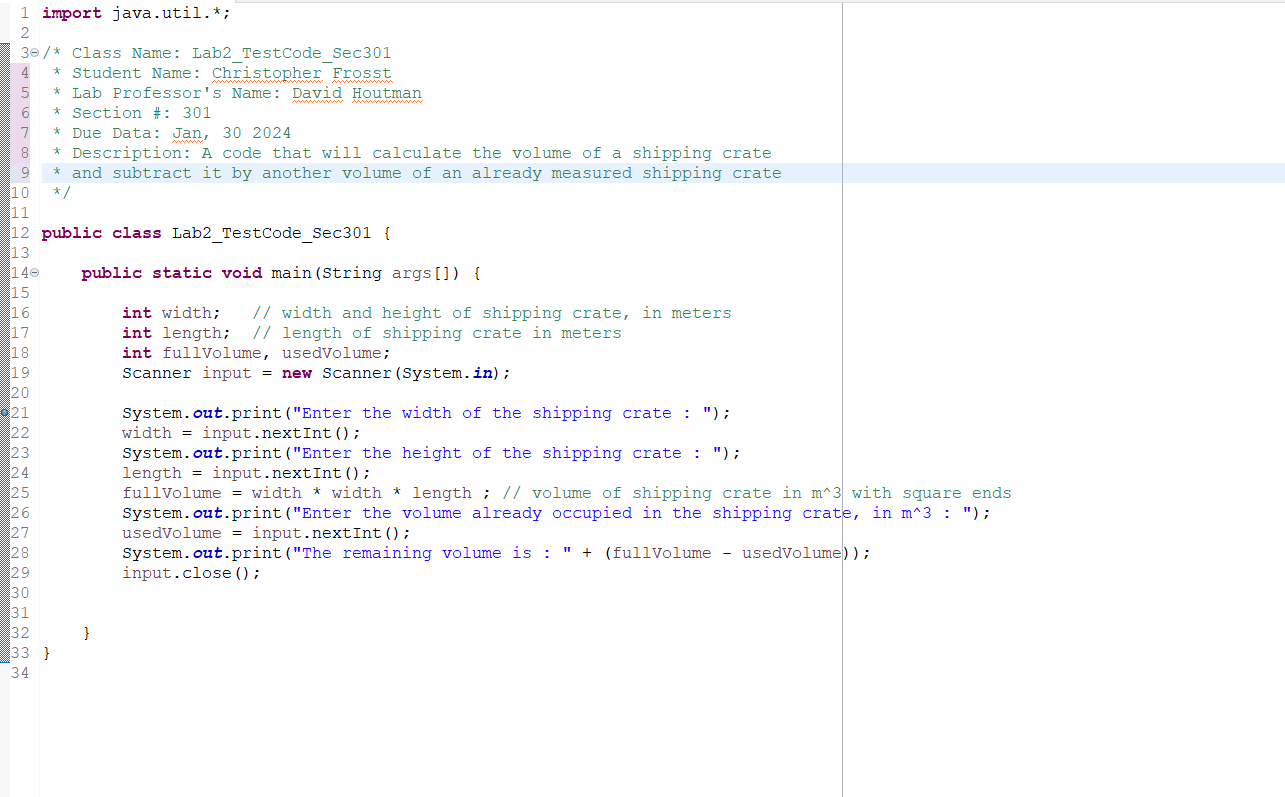 1 import java.util.*;
2
3 /* Class Name: Lab2_TestCode_Sec301
4 * Student Name: Christopher Frosst
5 * Lab Professor's Name: David Houtman
6 * Section #: 301
7 * Due Data: Jan, 30 2024
8 * Description: A code that will calculate the volume of a shipping crate
9 * and subtract it by another volume of an already measured shipping crate
10 */
11
12 public class Lab2_TestCode_Sec301 {
13
14 public static void main(String args[]) {
15
16 int width; // width and height of shipping crate, in meters
17 int length; // length of shipping crate in meters
18 int fullVolume, usedVolume;
19 Scanner input = new Scanner(System.in);
20
21 System.out.print("Enter the width of the shipping crate : ");
22 width = input.nextInt();
23 System.out.print("Enter the height of the shipping crate : ");
24 length = input.nextInt();
25 fullVolume = width * width * length ; // volume of shipping crate in m^3 with square ends
26 System.out.print("Enter the volume already occupied in the shipping crate, in m^3 : ");
27 usedVolume = input.nextInt();
28 System.out.print("The remaining volume is : " + (fullVolume - usedVolume));
29 input.close();
30
31
32 }
33 }
34